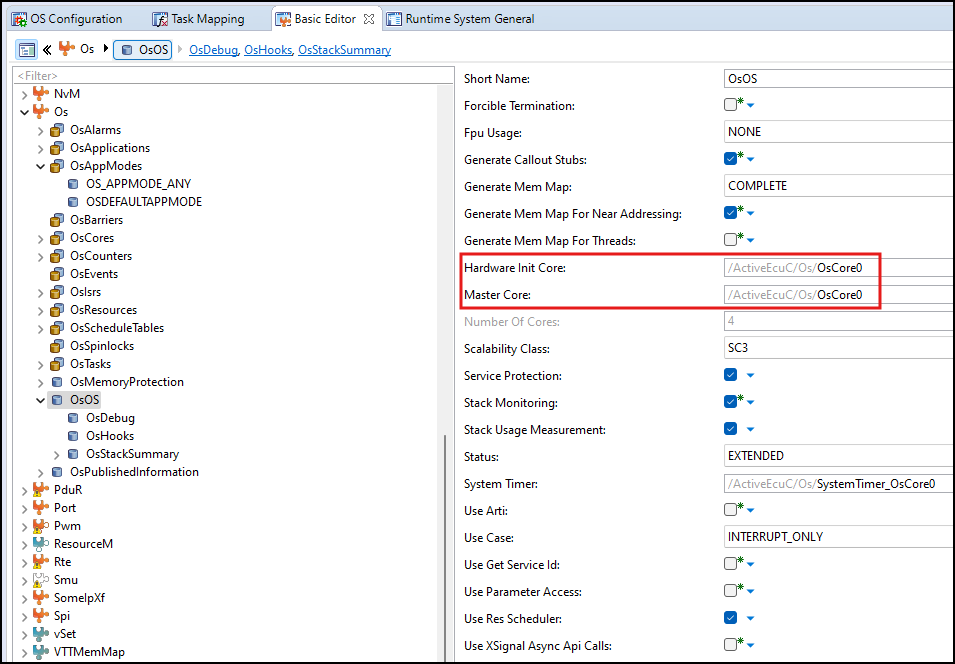 OS Configuration
Task Mapping
Basic Editor
Runtime System General
Os
OsOS
OsDebug, OsHooks, OsStackSummary
<Filter>
NvM
Os
OsAlarms
OsApplications
OsAppModes
OS_APPMODE_ANY
OSDEFAULTAPPMODE
OsBarriers
OsCores
OsCounters
OsEvents
OsIsrs
OsResources
OsScheduleTables
OsSpinlocks
OsTasks
OsMemoryProtection
OsOS
OsDebug
OsHooks
OsStackSummary
OsPublishedInformation
PduR
Port
Pwm
ResourceM
Rte
Smu
SomeIpXf
Spi
vSet
VTTMemMap
Short Name: OsOS
Forcible Termination:
Fpu Usage: NONE
Generate Callout Stubs:
Generate Mem Map: COMPLETE
Generate Mem Map For Near Addressing:
Generate Mem Map For Threads:
Hardware Init Core: /ActiveEcuC/Os/OsCore0
Master Core: /ActiveEcuC/Os/OsCore0
Number Of Cores: 4
Scalability Class: SC3
Service Protection:
Stack Monitoring:
Stack Usage Measurement:
Status: EXTENDED
System Timer: /ActiveEcuC/Os/SystemTimer_OsCore0
Use Arti:
Use Case: INTERRUPT_ONLY
Use Get Service Id:
Use Parameter Access:
Use Res Scheduler:
Use XSignal Async Api Calls: